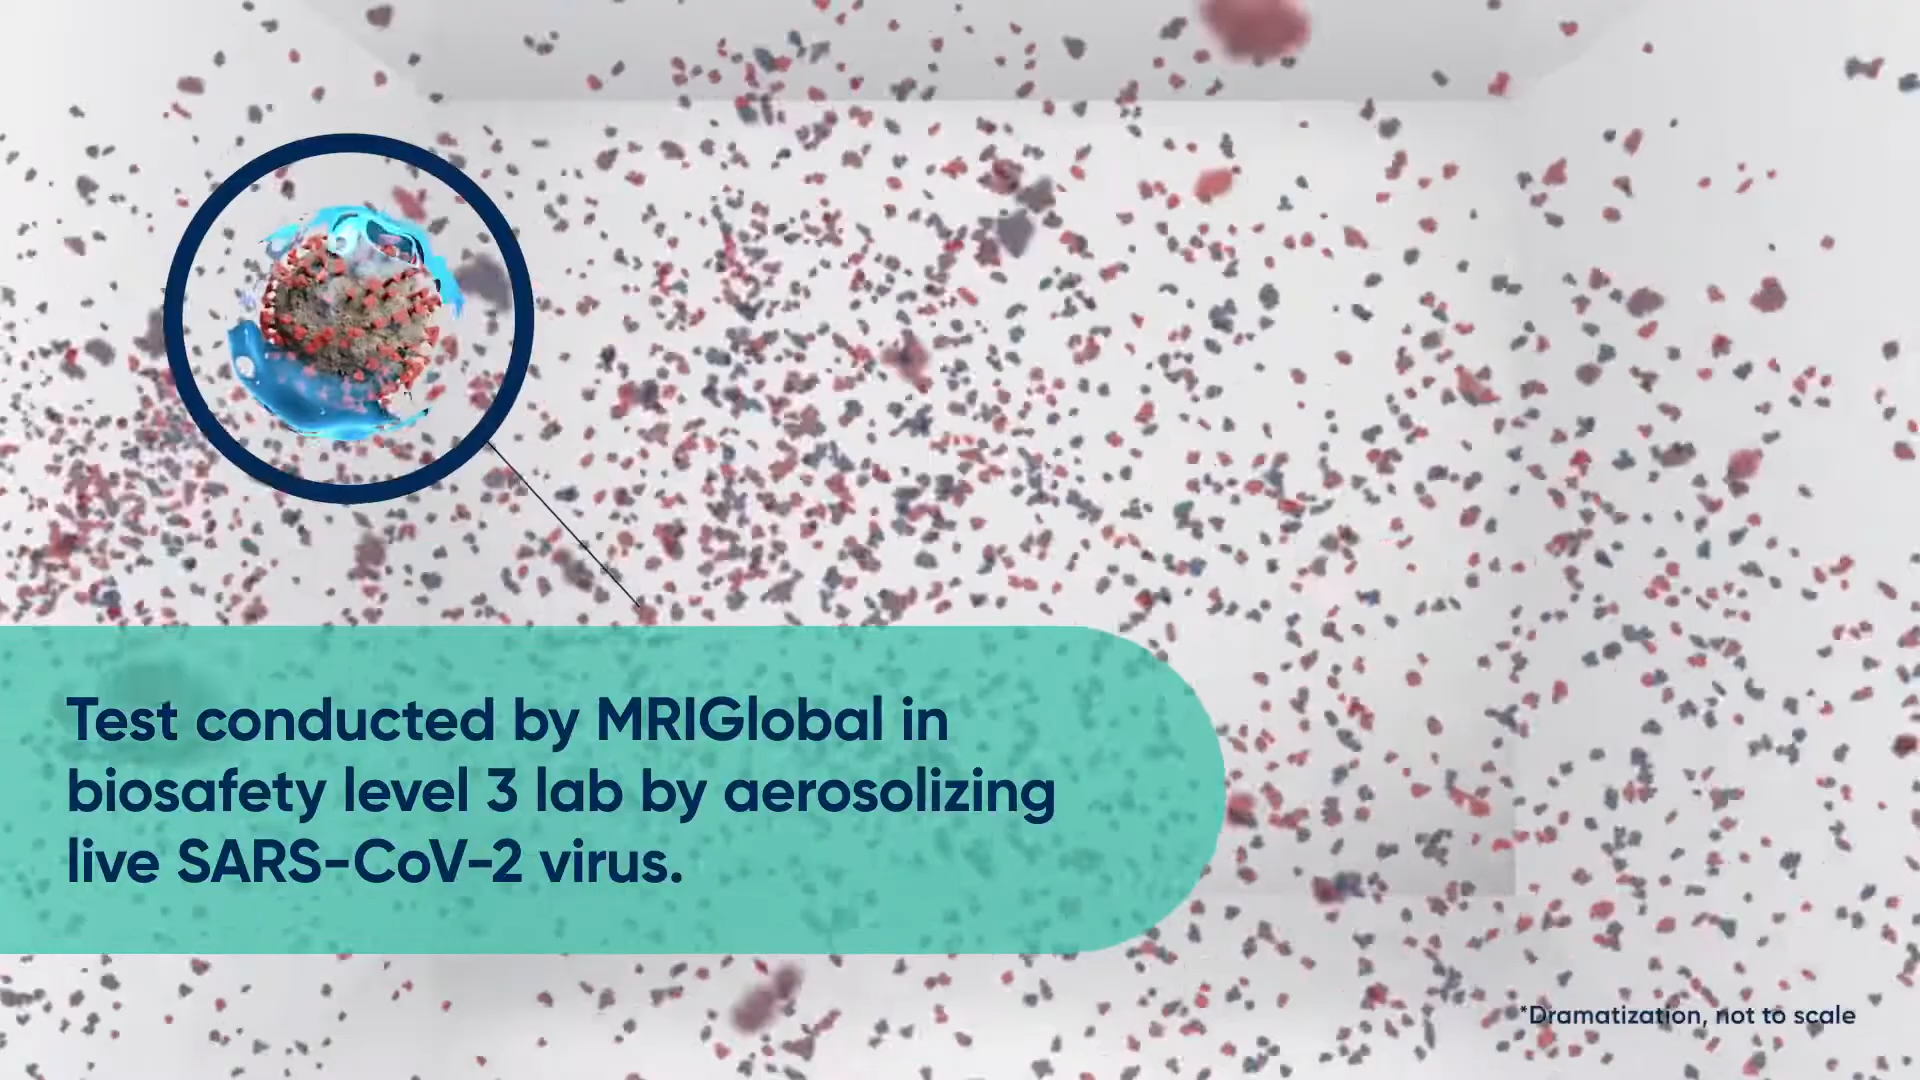 Test conducted by MRIGlobal in
biosafety level 3 lab by aerosolizing
live SARS-CoV-2 virus.
*Dramatization, not to scale